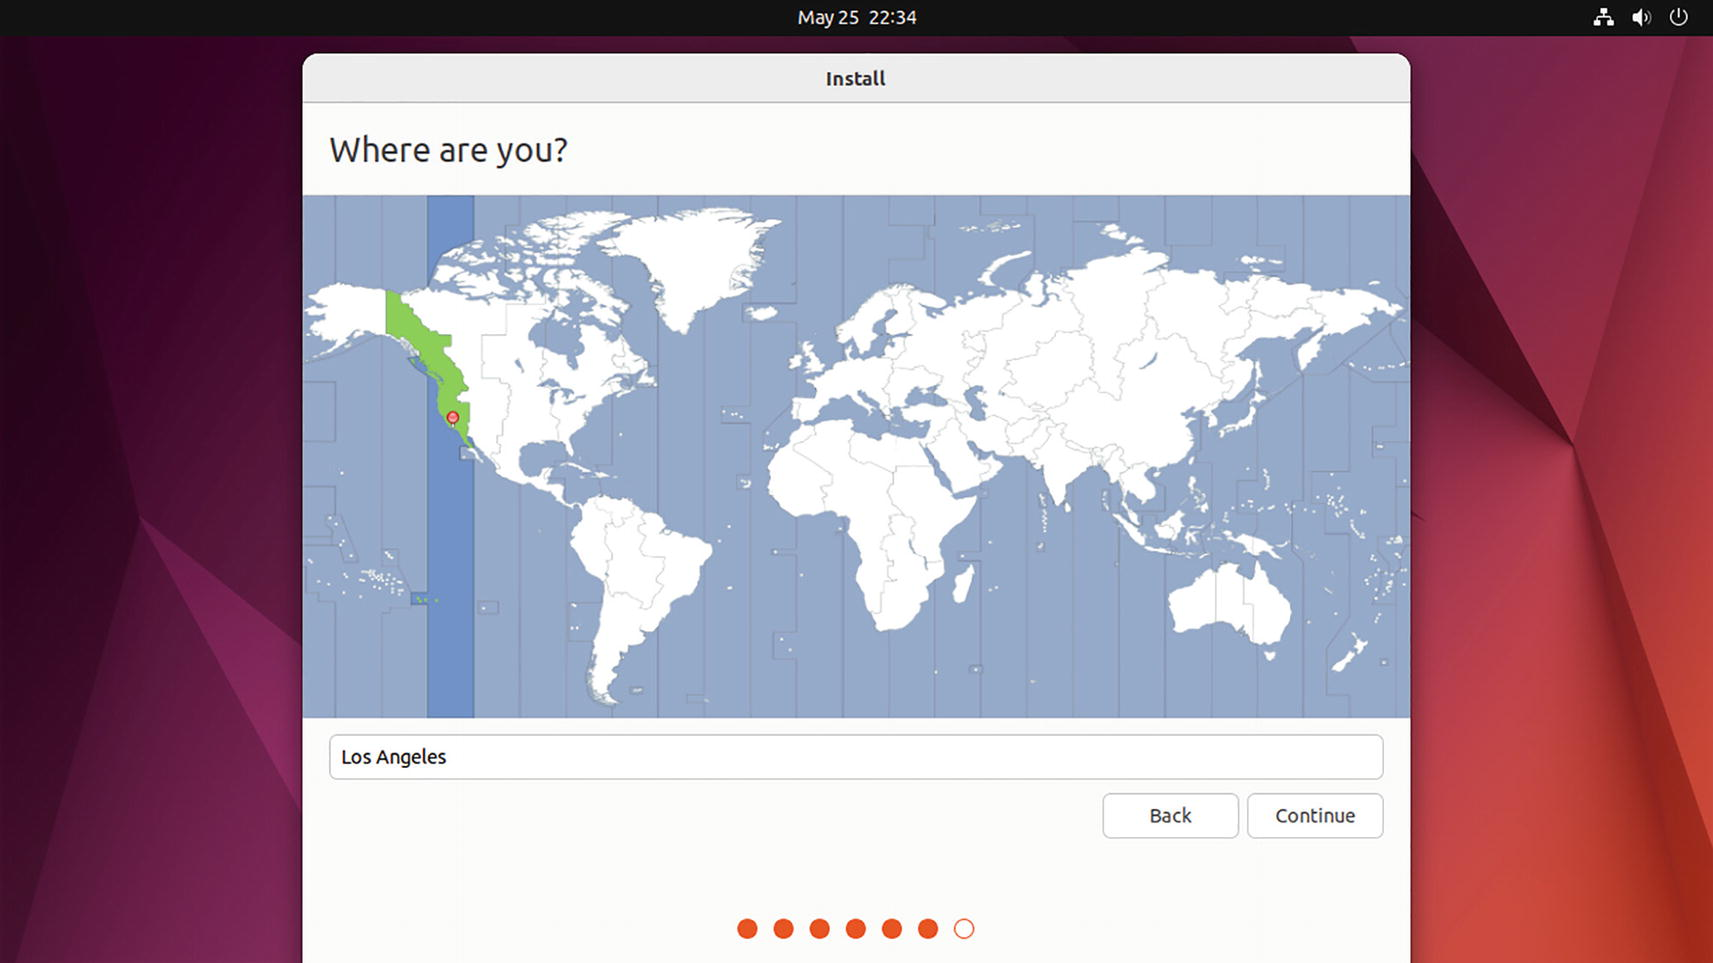 May 25 22:34
Install
Where are you?
Los Angeles
Back
Continue